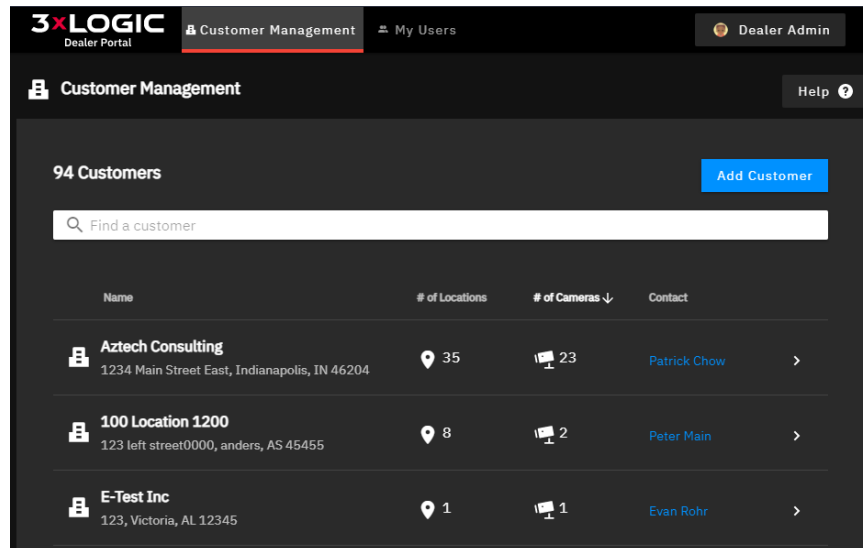 3xLOGIC
Dealer Portal
Customer Management
My Users
Dealer Admin
Customer Management
Help ?
94 Customers
Add Customer
Find a customer
Name # of Locations # of Cameras ↓ Contact
Aztech Consulting
1234 Main Street East, Indianapolis, IN 46204
35 23 Patrick Chow
100 Location 1200
123 left street0000, anders, AS 45455
8 2 Peter Main
E-Test Inc
123, Victoria, AL 12345
1 1 Evan Rohr